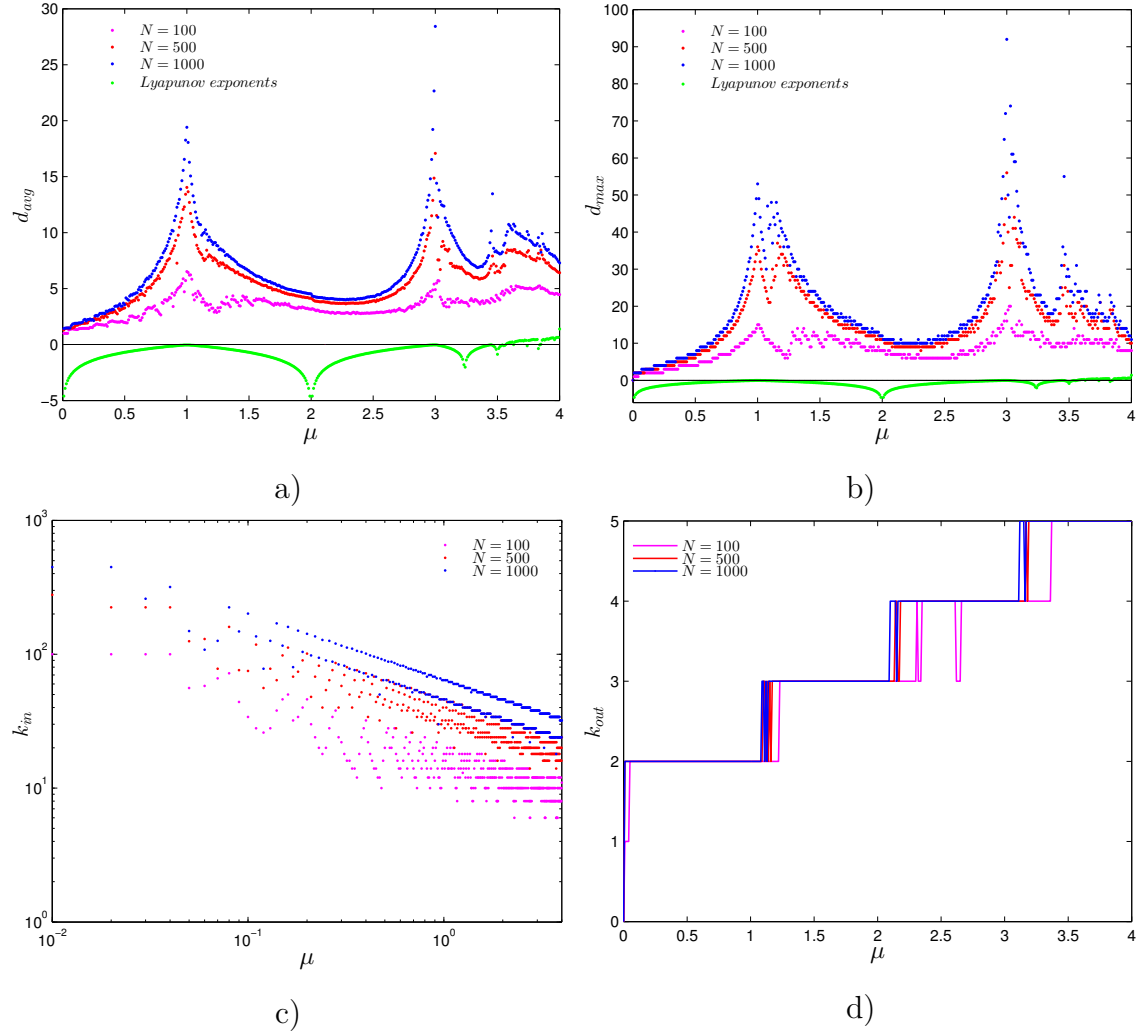 30
25
20
15
10
5
0
−5
d_avg
N = 100
N = 500
N = 1000
Lyapunov exponents
0 0.5 1 1.5 2 2.5 3 3.5 4
μ
a)
100
90
80
70
60
50
40
30
20
10
0
d_max
N = 100
N = 500
N = 1000
Lyapunov exponents
0 0.5 1 1.5 2 2.5 3 3.5 4
μ
b)
10^3
10^2
10^1
10^0
k_in
N = 100
N = 500
N = 1000
10^−2 10^−1 10^0
μ
c)
5
4
3
2
1
0
k_out
N = 100
N = 500
N = 1000
0 0.5 1 1.5 2 2.5 3 3.5 4
μ
d)